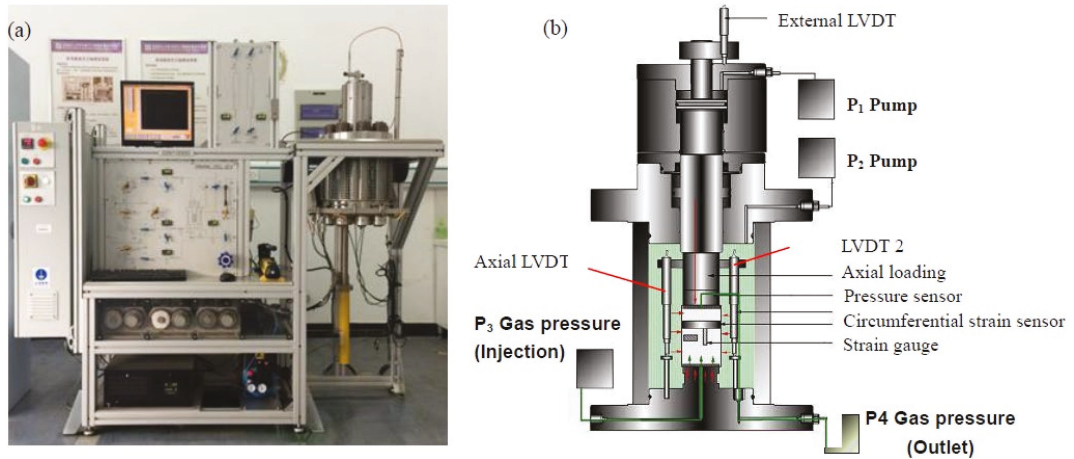 (a)
(b)
External LVDT
P₁ Pump
P₂ Pump
Axial LVDT
LVDT 2
Axial loading
Pressure sensor
Circumferential strain sensor
Strain gauge
P₃ Gas pressure
(Injection)
P4 Gas pressure
(Outlet)